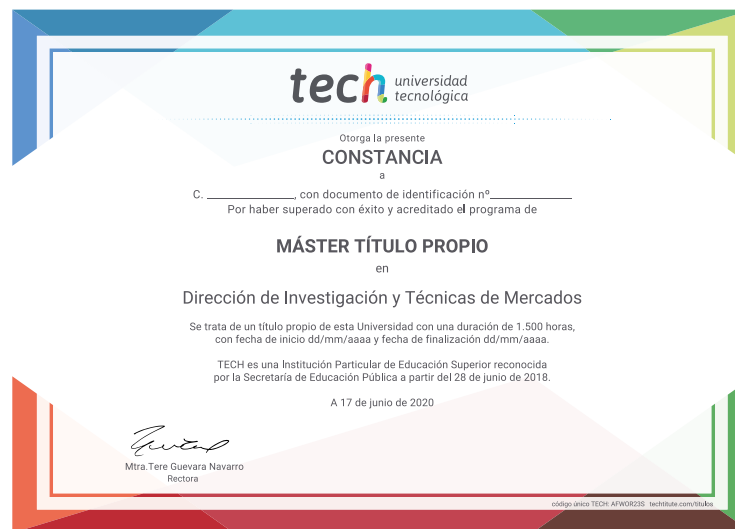 tech universidad
tecnológica
Otorga la presente
CONSTANCIA
a
C. ________________, con documento de identificación nº______________
Por haber superado con éxito y acreditado el programa de
MÁSTER TÍTULO PROPIO
en
Dirección de Investigación y Técnicas de Mercados
Se trata de un título propio de esta Universidad con una duración de 1.500 horas,
con fecha de inicio dd/mm/aaaa y fecha de finalización dd/mm/aaaa.
TECH es una Institución Particular de Educación Superior reconocida
por la Secretaría de Educación Pública a partir del 28 de junio de 2018.
A 17 de junio de 2020
Mtra.Tere Guevara Navarro
Rectora
código único TECH: AFWOR23S techtitute.com/titulos